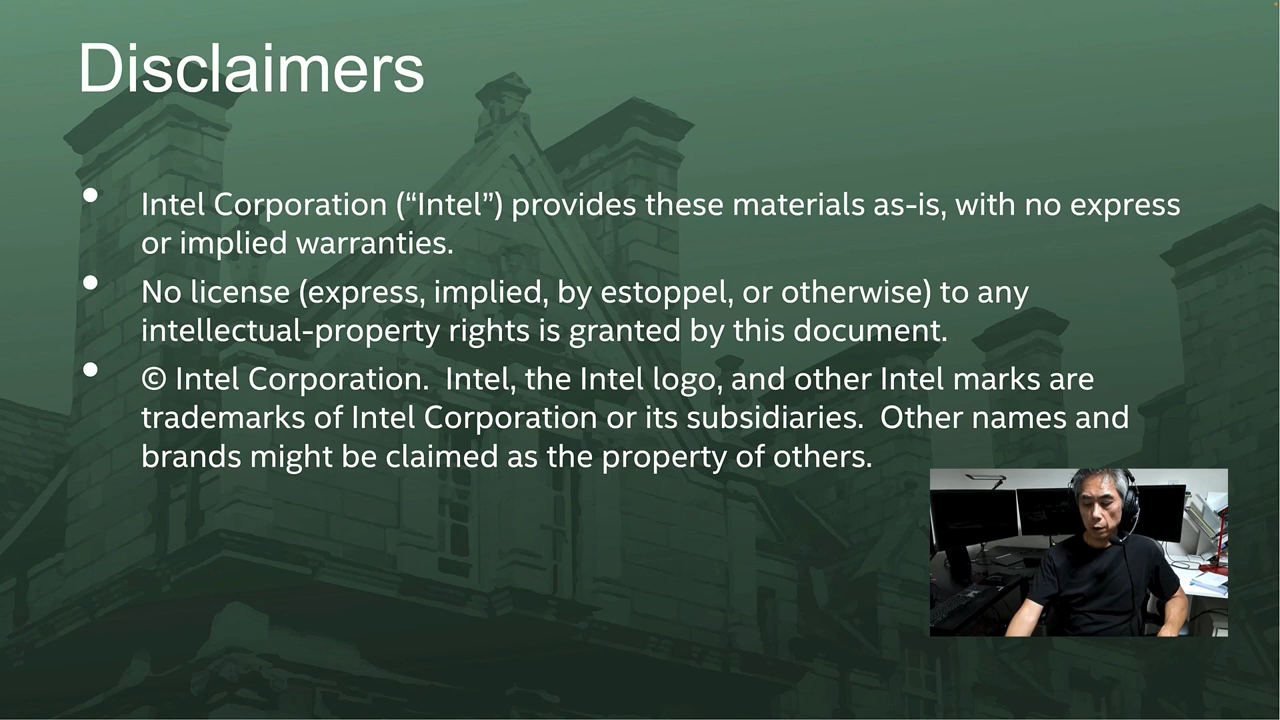 Disclaimers
Intel Corporation (“Intel”) provides these materials as-is, with no express
or implied warranties.
No license (express, implied, by estoppel, or otherwise) to any
intellectual-property rights is granted by this document.
© Intel Corporation.  Intel, the Intel logo, and other Intel marks are
trademarks of Intel Corporation or its subsidiaries.  Other names and
brands might be claimed as the property of others.